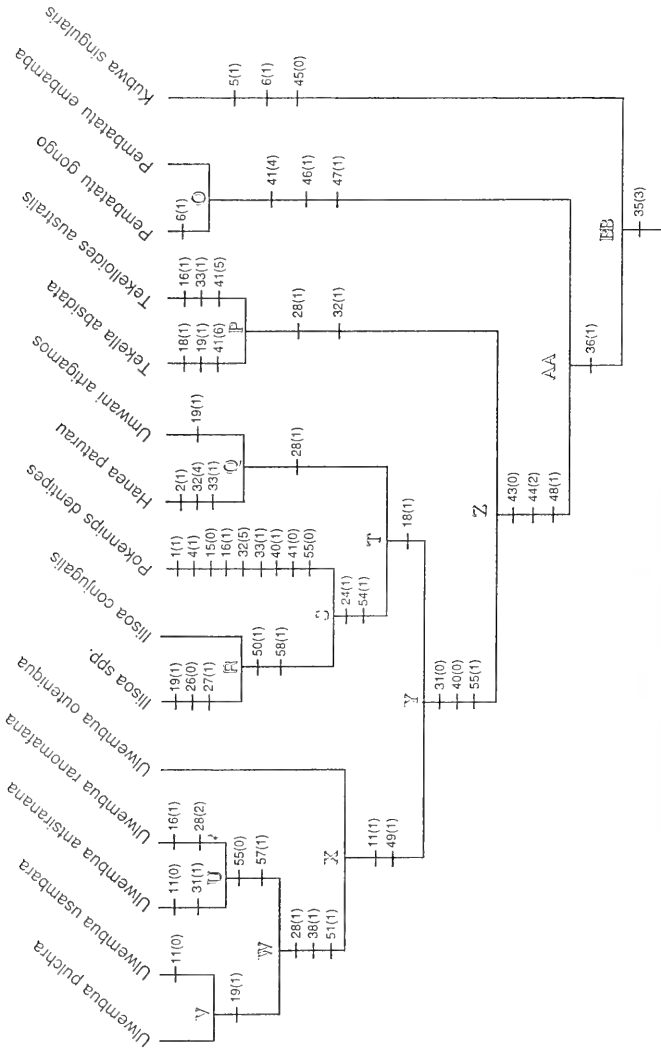 Ulwembua pulchra
Ulwembua usambara
Ulwembua antsiranana
Ulwembua ranomafana
Ulwembua outeniqua
Ilisoa spp.
Ilisoa conjugalis
Pokennips dentipes
Hanea paturau
Umwani artigamos
Tekella absidata
Tekelloides australis
Pembatatu gongo
Pembatatu embamba
Kubwa singularis
11(0)
V
19(1)
11(0)
31(1)
16(1)
28(2)
U
55(0)
57(1)
W
28(1)
38(1)
51(1)
X
11(1)
49(1)
19(1)
26(0)
27(1)
R
50(1)
58(1)
1(1)
4(1)
15(0)
16(1)
32(5)
33(1)
40(1)
41(0)
55(0)
S
24(1)
54(1)
2(1)
32(4)
33(1)
19(1)
Q
28(1)
T
18(1)
Y
31(0)
40(0)
55(1)
18(1)
19(1)
41(6)
16(1)
33(1)
41(5)
P
28(1)
32(1)
Z
43(0)
44(2)
48(1)
6(1)
O
41(4)
46(1)
47(1)
AA
36(1)
5(1)
6(1)
45(0)
BB
35(3)